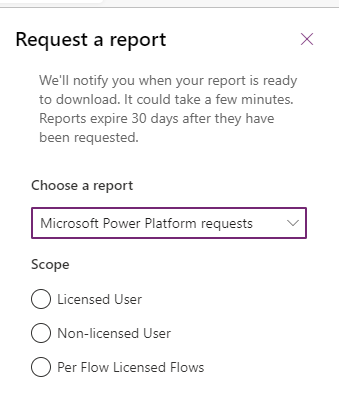 Request a report
We'll notify you when your report is ready
to download. It could take a few minutes.
Reports expire 30 days after they have
been requested.
Choose a report
Microsoft Power Platform requests
Scope
Licensed User
Non-licensed User
Per Flow Licensed Flows